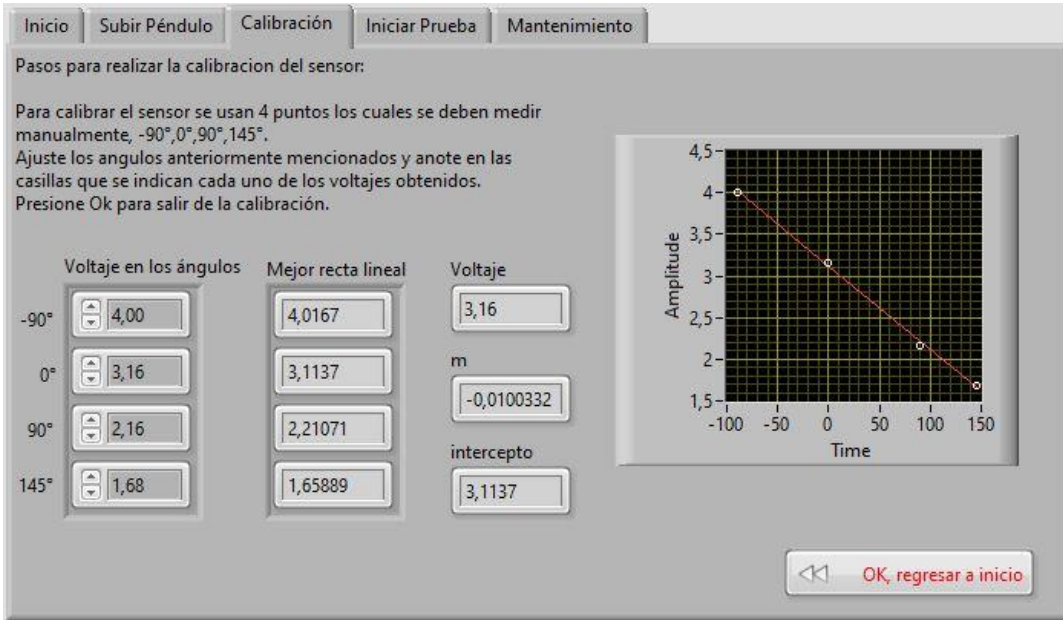 Inicio Subir Péndulo Calibración Iniciar Prueba Mantenimiento
Pasos para realizar la calibracion del sensor:
Para calibrar el sensor se usan 4 puntos los cuales se deben medir
manualmente, -90°,0°,90°,145°.
Ajuste los angulos anteriormente mencionados y anote en las
casillas que se indican cada uno de los voltajes obtenidos.
Presione Ok para salir de la calibración.
Voltaje en los ángulos Mejor recta lineal Voltaje
-90° 4,00 4,0167 3,16
0° 3,16 3,1137
m
-0,0100332
90° 2,16 2,21071
intercepto
145° 1,68 1,65889 3,1137
4,5
4
3,5
3
2,5
2
1,5
Amplitude
-100 -50 0 50 100 150
Time
OK, regresar a inicio